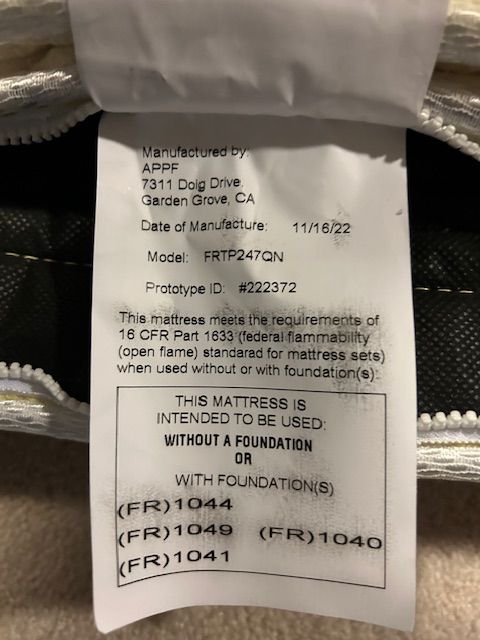 Manufactured by:
APPF
7311 Doig Drive.
Garden Grove, CA
Date of Manufacture: 11/16/22
Model: FRTP247QN
Prototype ID: #222372
This mattress meets the requirements of
16 CFR Part 1633 (federal flammability
(open flame) standarad for mattress sets)
when used without or with foundation(s)
THIS MATTRESS IS
INTENDED TO BE USED:
WITHOUT A FOUNDATION
OR
WITH FOUNDATION(S)
(FR)1044
(FR)1049 (FR)1040
(FR)1041